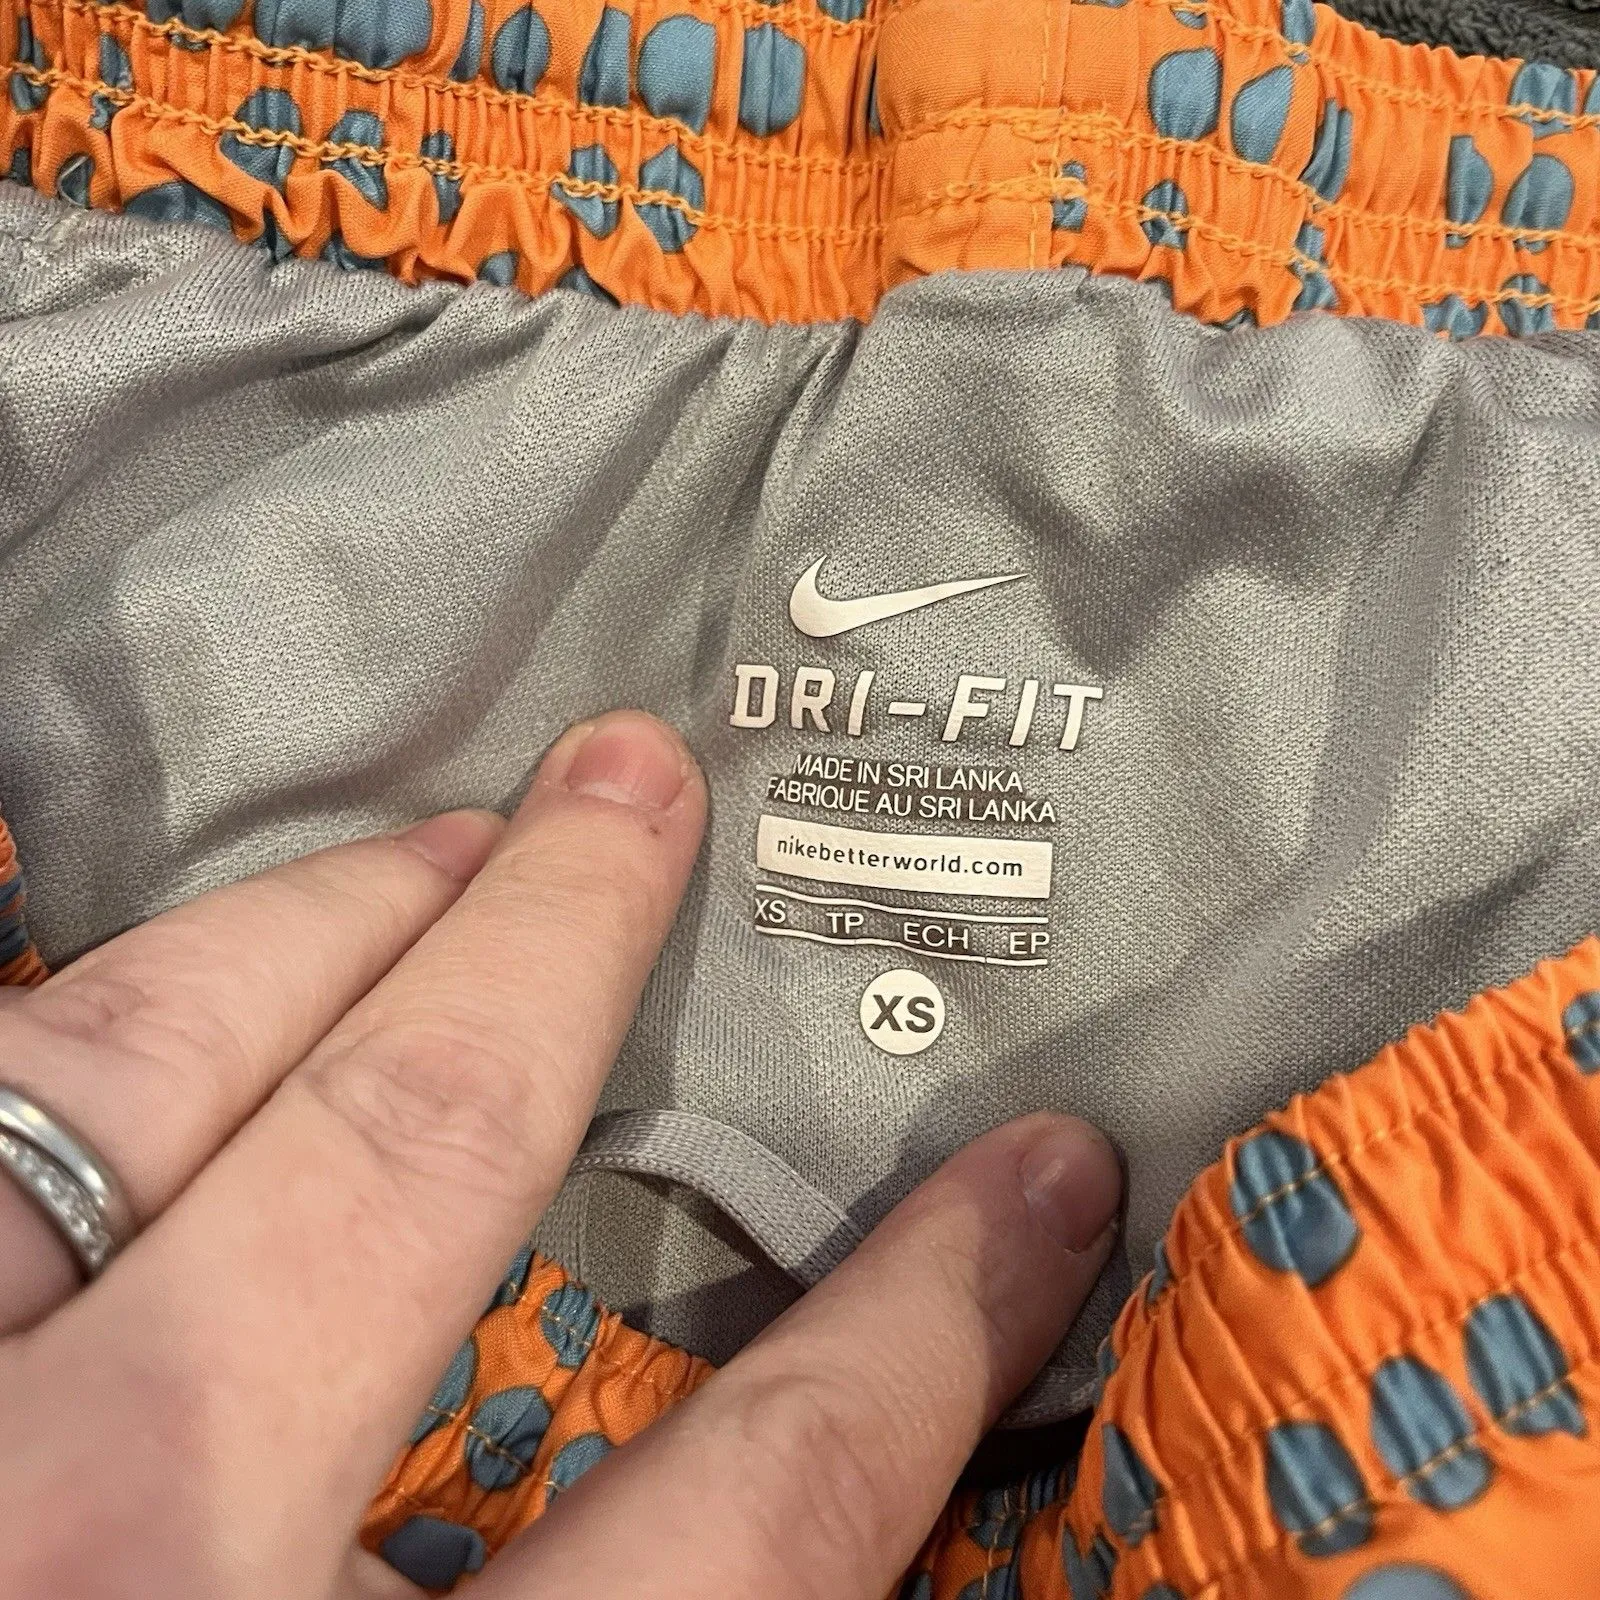 DRI-FIT
MADE IN SRI LANKA
FABRIQUE AU SRI LANKA
nikebetterworld.com
XS TP ECH EP
XS